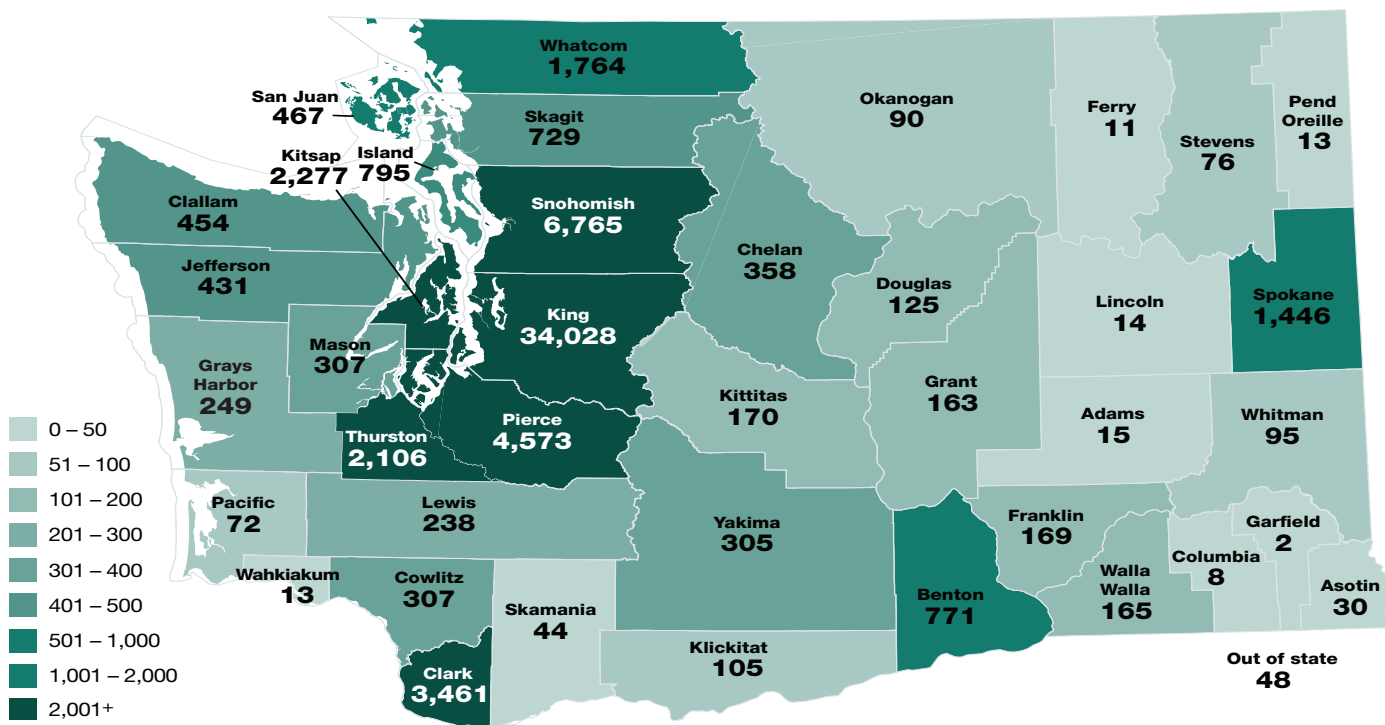 Whatcom
1,764
San Juan
467
Skagit
729
Kitsap
2,277
Island
795
Okanogan
90
Ferry
11
Stevens
76
Pend
Oreille
13
Clallam
454
Snohomish
6,765
Chelan
358
Jefferson
431
Douglas
125
Lincoln
14
Spokane
1,446
King
34,028
Mason
307
Grays
Harbor
249
Kittitas
170
Grant
163
Adams
15
Whitman
95
Thurston
2,106
Pierce
4,573
Pacific
72
Lewis
238
Yakima
305
Franklin
169
Garfield
2
Columbia
8
Walla
Walla
165
Asotin
30
Wahkiakum
13
Cowlitz
307
Skamania
44
Benton
771
Klickitat
105
Clark
3,461
Out of state
48
0 – 50
51 – 100
101 – 200
201 – 300
301 – 400
401 – 500
501 – 1,000
1,001 – 2,000
2,001+